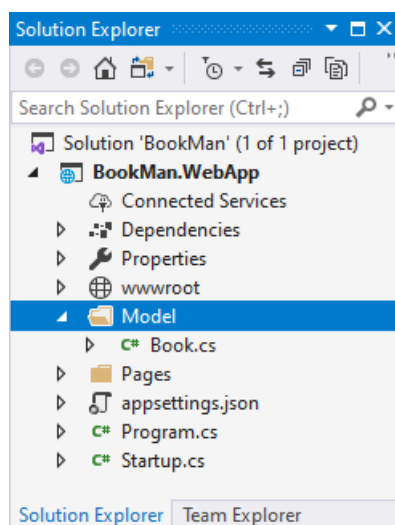 Solution Explorer
Search Solution Explorer (Ctrl+;)
Solution 'BookMan' (1 of 1 project)
BookMan.WebApp
Connected Services
Dependencies
Properties
wwwroot
Model
C# Book.cs
Pages
appsettings.json
C# Program.cs
C# Startup.cs
Solution Explorer Team Explorer